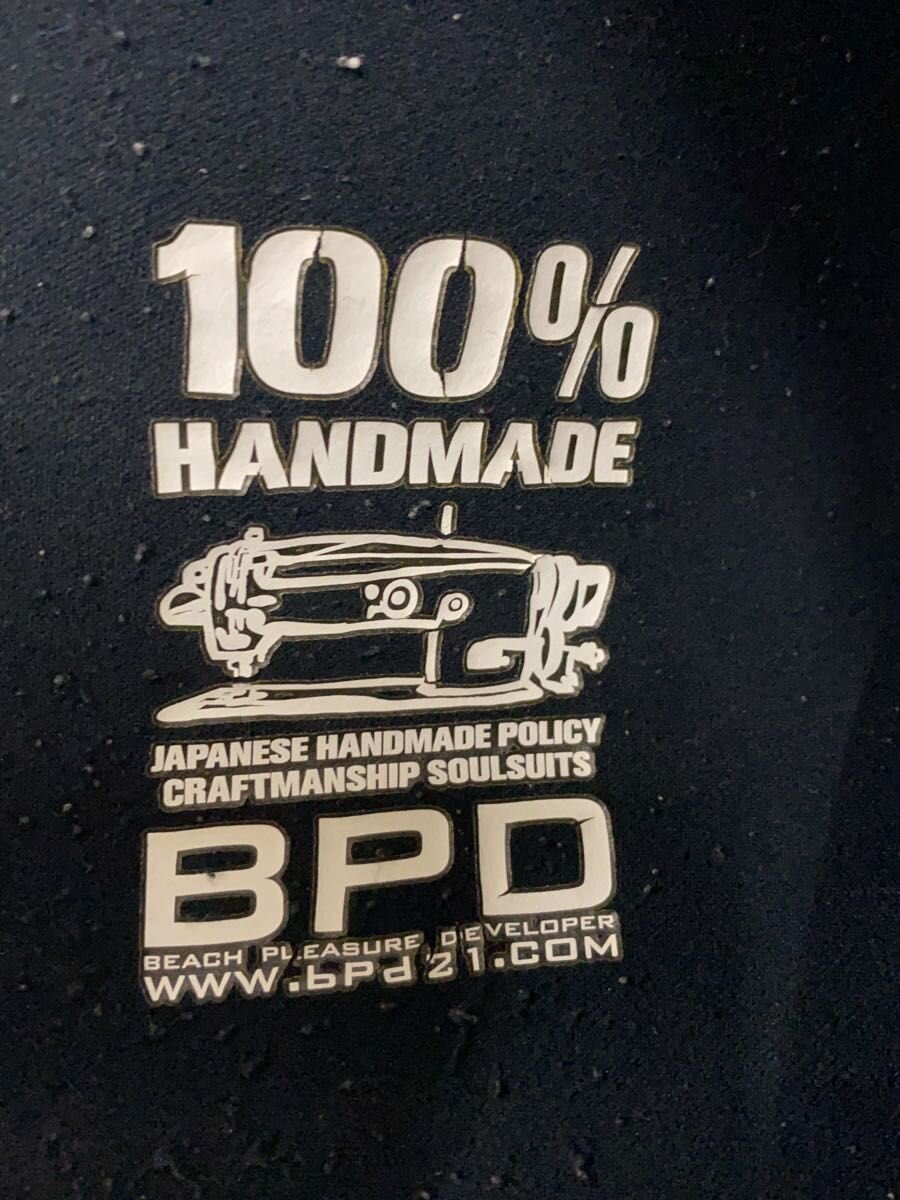 100%
HANDMADE
JAPANESE HANDMADE POLICY
CRAFTMANSHIP SOULSUITS
BPD
BEACH PLEASURE DEVELOPER
WWW.bPd21.COM